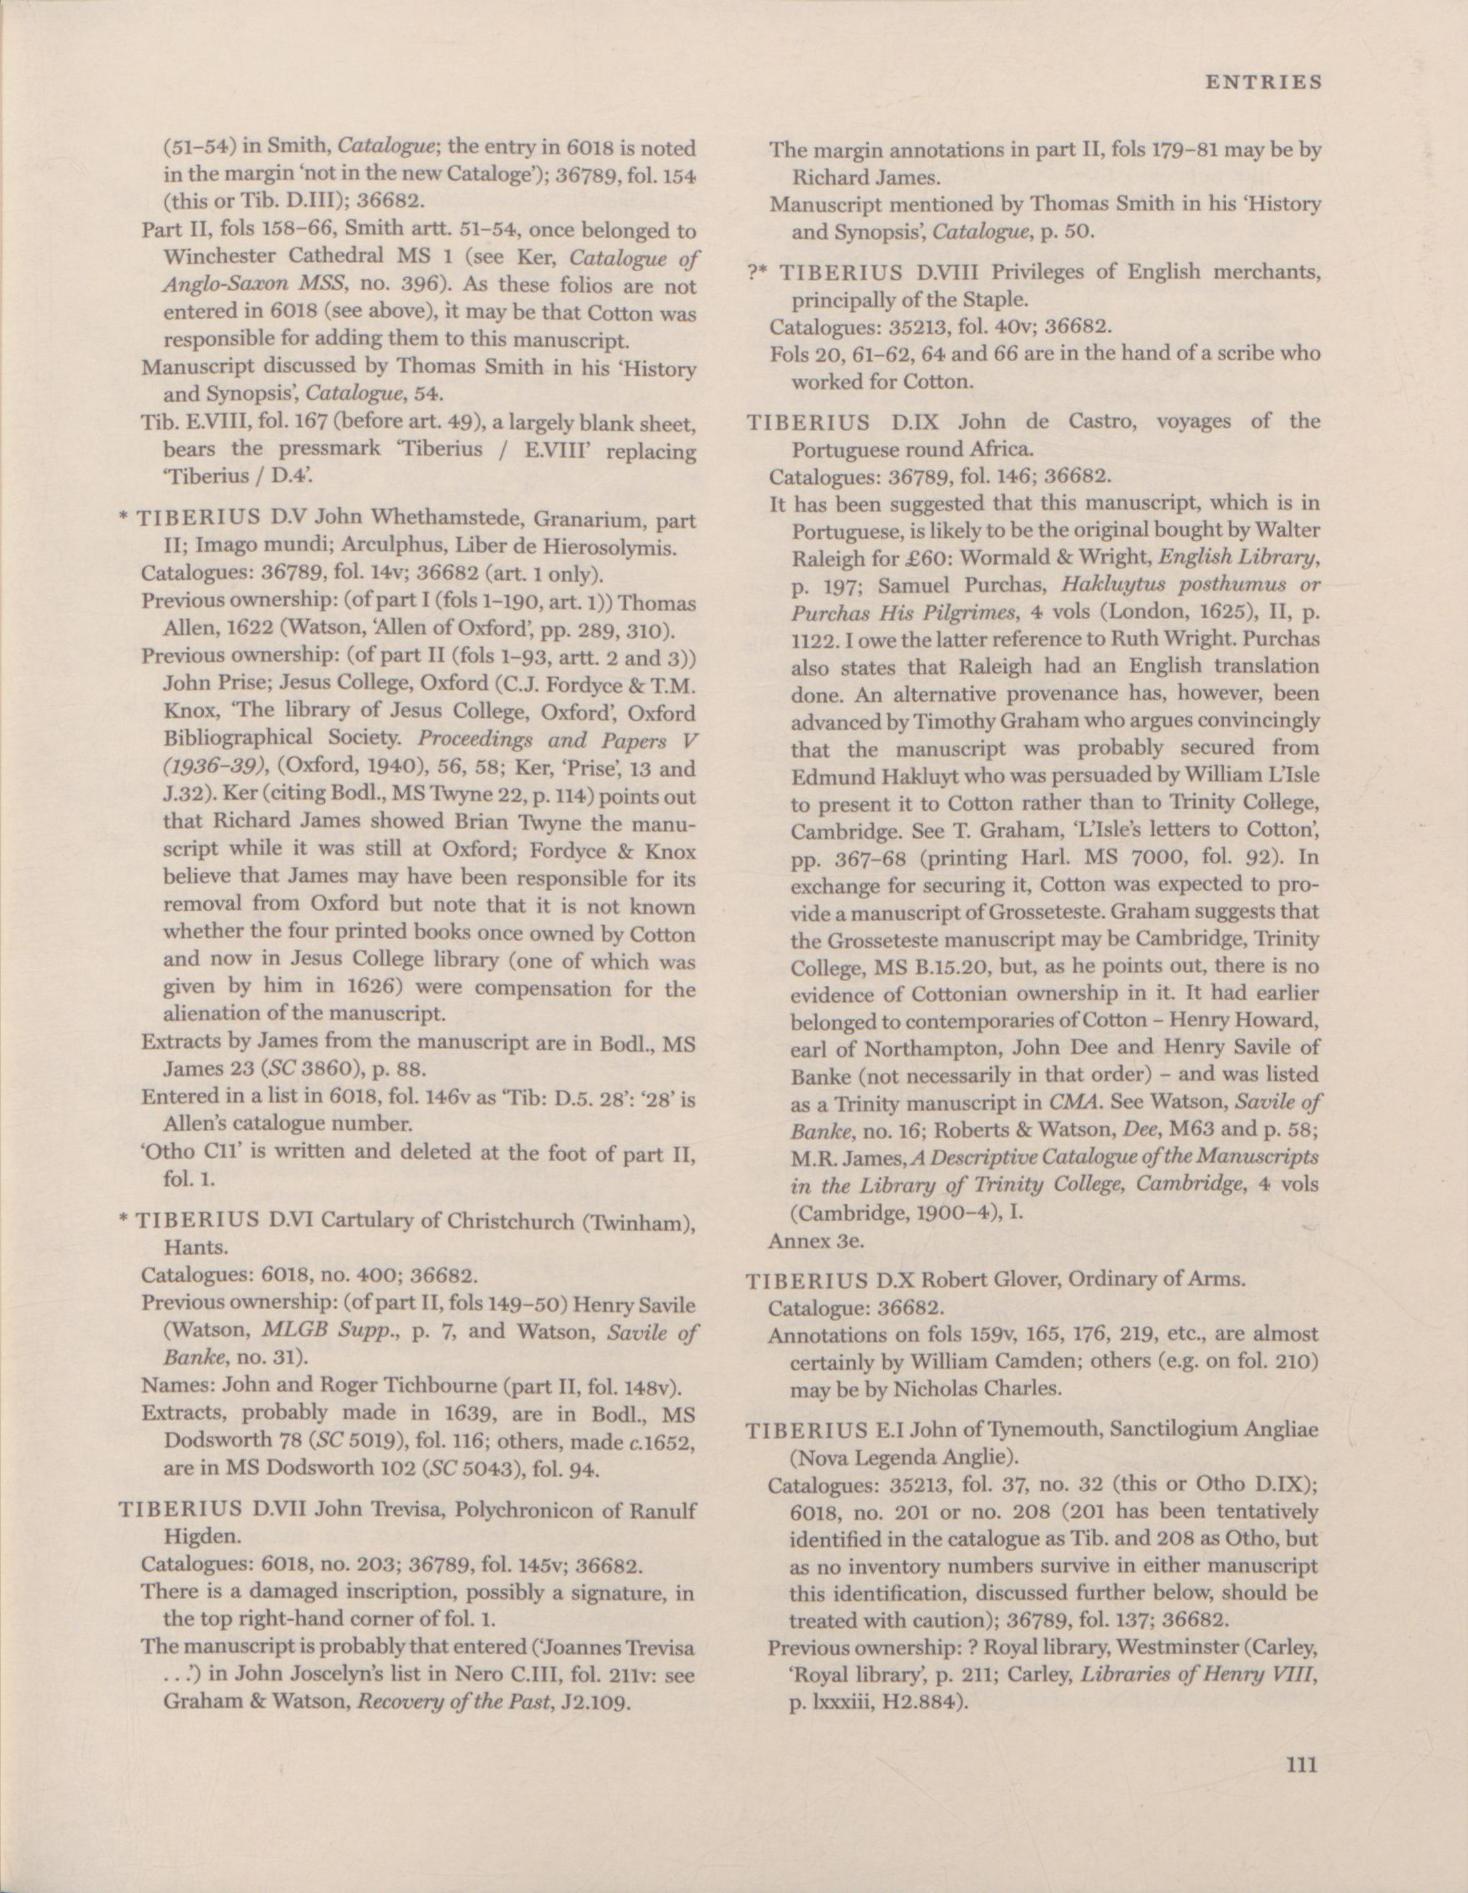 ENTRIES
(51–54) in Smith, Catalogue; the entry in 6018 is noted
in the margin ‘not in the new Cataloge’); 36789, fol. 154
(this or Tib. D.III); 36682.
Part II, fols 158–66, Smith artt. 51–54, once belonged to
Winchester Cathedral MS 1 (see Ker, Catalogue of
Anglo-Saxon MSS, no. 396). As these folios are not
entered in 6018 (see above), it may be that Cotton was
responsible for adding them to this manuscript.
Manuscript discussed by Thomas Smith in his ‘History
and Synopsis’, Catalogue, 54.
Tib. E.VIII, fol. 167 (before art. 49), a largely blank sheet,
bears the pressmark ‘Tiberius / E.VIII’ replacing
‘Tiberius / D.4’.
* TIBERIUS D.V John Whethamstede, Granarium, part
II; Imago mundi; Arculphus, Liber de Hierosolymis.
Catalogues: 36789, fol. 14v; 36682 (art. 1 only).
Previous ownership: (of part I (fols 1–190, art. 1)) Thomas
Allen, 1622 (Watson, ‘Allen of Oxford’, pp. 289, 310).
Previous ownership: (of part II (fols 1–93, artt. 2 and 3))
John Prise; Jesus College, Oxford (C.J. Fordyce & T.M.
Knox, ‘The library of Jesus College, Oxford’, Oxford
Bibliographical Society. Proceedings and Papers V
(1936–39), (Oxford, 1940), 56, 58; Ker, ‘Prise’, 13 and
J.32). Ker (citing Bodl., MS Twyne 22, p. 114) points out
that Richard James showed Brian Twyne the manu-
script while it was still at Oxford; Fordyce & Knox
believe that James may have been responsible for its
removal from Oxford but note that it is not known
whether the four printed books once owned by Cotton
and now in Jesus College library (one of which was
given by him in 1626) were compensation for the
alienation of the manuscript.
Extracts by James from the manuscript are in Bodl., MS
James 23 (SC 3860), p. 88.
Entered in a list in 6018, fol. 146v as ‘Tib: D.5. 28’: ‘28’ is
Allen’s catalogue number.
‘Otho C11’ is written and deleted at the foot of part II,
fol. 1.
* TIBERIUS D.VI Cartulary of Christchurch (Twinham),
Hants.
Catalogues: 6018, no. 400; 36682.
Previous ownership: (of part II, fols 149–50) Henry Savile
(Watson, MLGB Supp., p. 7, and Watson, Savile of
Banke, no. 31).
Names: John and Roger Tichbourne (part II, fol. 148v).
Extracts, probably made in 1639, are in Bodl., MS
Dodsworth 78 (SC 5019), fol. 116; others, made c.1652,
are in MS Dodsworth 102 (SC 5043), fol. 94.
TIBERIUS D.VII John Trevisa, Polychronicon of Ranulf
Higden.
Catalogues: 6018, no. 203; 36789, fol. 145v; 36682.
There is a damaged inscription, possibly a signature, in
the top right-hand corner of fol. 1.
The manuscript is probably that entered (‘Joannes Trevisa
. . .’) in John Joscelyn’s list in Nero C.III, fol. 211v: see
Graham & Watson, Recovery of the Past, J2.109.
The margin annotations in part II, fols 179–81 may be by
Richard James.
Manuscript mentioned by Thomas Smith in his ‘History
and Synopsis’, Catalogue, p. 50.
?* TIBERIUS D.VIII Privileges of English merchants,
principally of the Staple.
Catalogues: 35213, fol. 40v; 36682.
Fols 20, 61–62, 64 and 66 are in the hand of a scribe who
worked for Cotton.
TIBERIUS D.IX John de Castro, voyages of the
Portuguese round Africa.
Catalogues: 36789, fol. 146; 36682.
It has been suggested that this manuscript, which is in
Portuguese, is likely to be the original bought by Walter
Raleigh for £60: Wormald & Wright, English Library,
p. 197; Samuel Purchas, Hakluytus posthumus or
Purchas His Pilgrimes, 4 vols (London, 1625), II, p.
1122. I owe the latter reference to Ruth Wright. Purchas
also states that Raleigh had an English translation
done. An alternative provenance has, however, been
advanced by Timothy Graham who argues convincingly
that the manuscript was probably secured from
Edmund Hakluyt who was persuaded by William L’Isle
to present it to Cotton rather than to Trinity College,
Cambridge. See T. Graham, ‘L’Isle’s letters to Cotton’,
pp. 367–68 (printing Harl. MS 7000, fol. 92). In
exchange for securing it, Cotton was expected to pro-
vide a manuscript of Grosseteste. Graham suggests that
the Grosseteste manuscript may be Cambridge, Trinity
College, MS B.15.20, but, as he points out, there is no
evidence of Cottonian ownership in it. It had earlier
belonged to contemporaries of Cotton – Henry Howard,
earl of Northampton, John Dee and Henry Savile of
Banke (not necessarily in that order) – and was listed
as a Trinity manuscript in CMA. See Watson, Savile of
Banke, no. 16; Roberts & Watson, Dee, M63 and p. 58;
M.R. James, A Descriptive Catalogue of the Manuscripts
in the Library of Trinity College, Cambridge, 4 vols
(Cambridge, 1900–4), I.
Annex 3e.
TIBERIUS D.X Robert Glover, Ordinary of Arms.
Catalogue: 36682.
Annotations on fols 159v, 165, 176, 219, etc., are almost
certainly by William Camden; others (e.g. on fol. 210)
may be by Nicholas Charles.
TIBERIUS E.I John of Tynemouth, Sanctilogium Angliae
(Nova Legenda Anglie).
Catalogues: 35213, fol. 37, no. 32 (this or Otho D.IX);
6018, no. 201 or no. 208 (201 has been tentatively
identified in the catalogue as Tib. and 208 as Otho, but
as no inventory numbers survive in either manuscript
this identification, discussed further below, should be
treated with caution); 36789, fol. 137; 36682.
Previous ownership: ? Royal library, Westminster (Carley,
‘Royal library’, p. 211; Carley, Libraries of Henry VIII,
p. lxxxiii, H2.884).
111